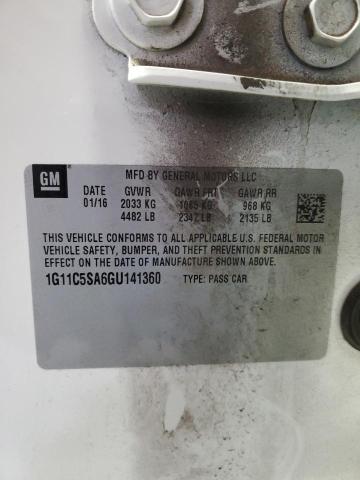 GM
MFD BY GENERAL MOTORS LLC
DATE GVWR GAWR FRT GAWR RR
01/16 2033 KG 1065 KG 968 KG
4482 LB 2347 LB 2135 LB
THIS VEHICLE CONFORMS TO ALL APPLICABLE U.S. FEDERAL MOTOR
VEHICLE SAFETY, BUMPER, AND THEFT PREVENTION STANDARDS IN
EFFECT ON THE DATE OF MANUFACTURE SHOWN ABOVE.
1G11C5SA6GU141360 TYPE: PASS CAR